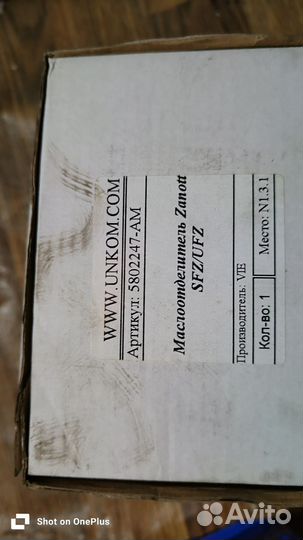 WWW.UNKOM.COM
Артикул: 5802247-AM
Маслоотделитель Zanott
SFZ/UFZ
Производитель: VIE
Кол-во: 1
Место: N1.3.1
Shot on OnePlus
Avito